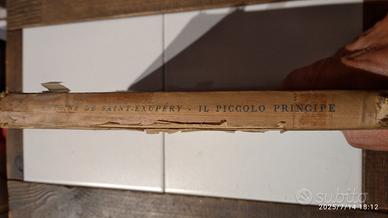 DE SAINT-EXUPÉRY - IL PICCOLO PRINCIPE
subito
2025/7/14 18:12